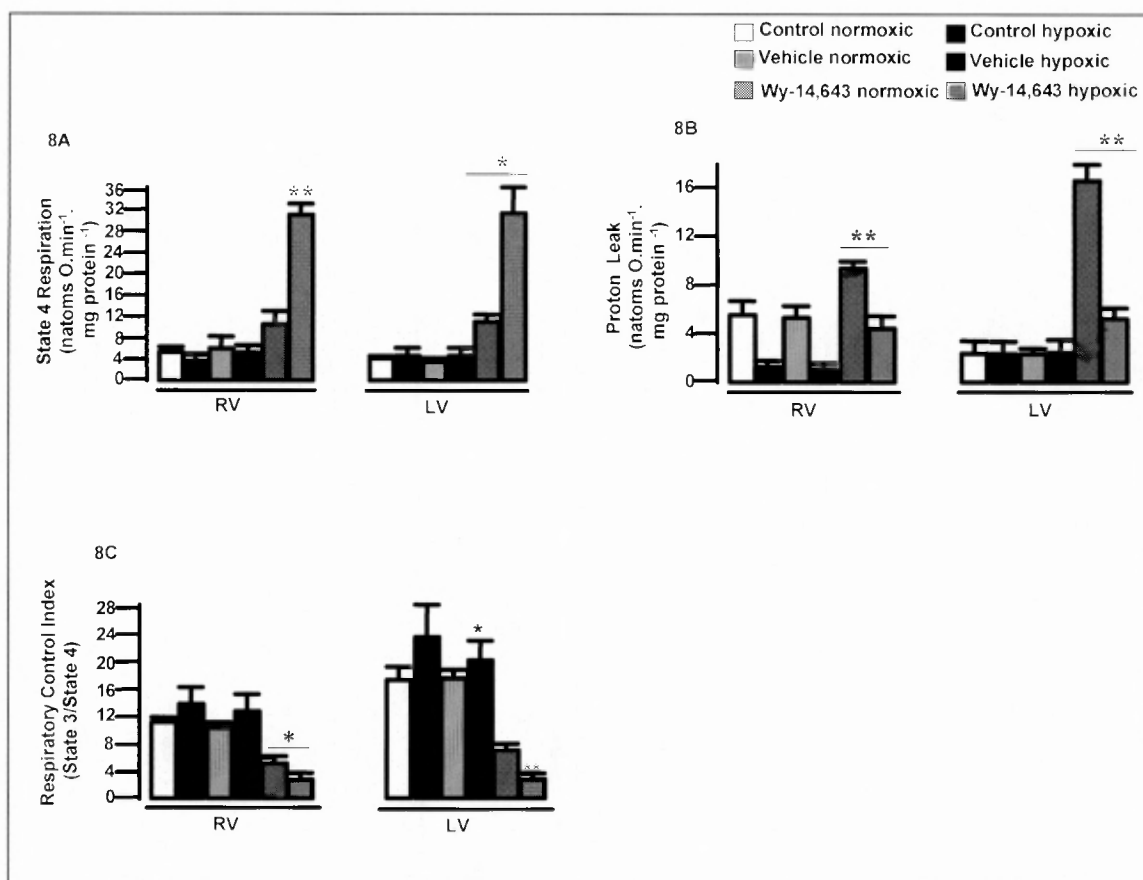 Control normoxic
Control hypoxic
Vehicle normoxic
Vehicle hypoxic
Wy-14,643 normoxic
Wy-14,643 hypoxic
8A
State 4 Respiration
(natoms O.min⁻¹.
mg protein ⁻¹)
36
32
28
20
16
12
8
4
0
**
*
RV
LV
8B
Proton Leak
(natoms O.min⁻¹.
mg protein ⁻¹)
16
12
8
4
0
**
**
RV
LV
8C
Respiratory Control Index
(State 3/State 4)
28
24
20
16
12
8
4
0
*
*
**
RV
LV